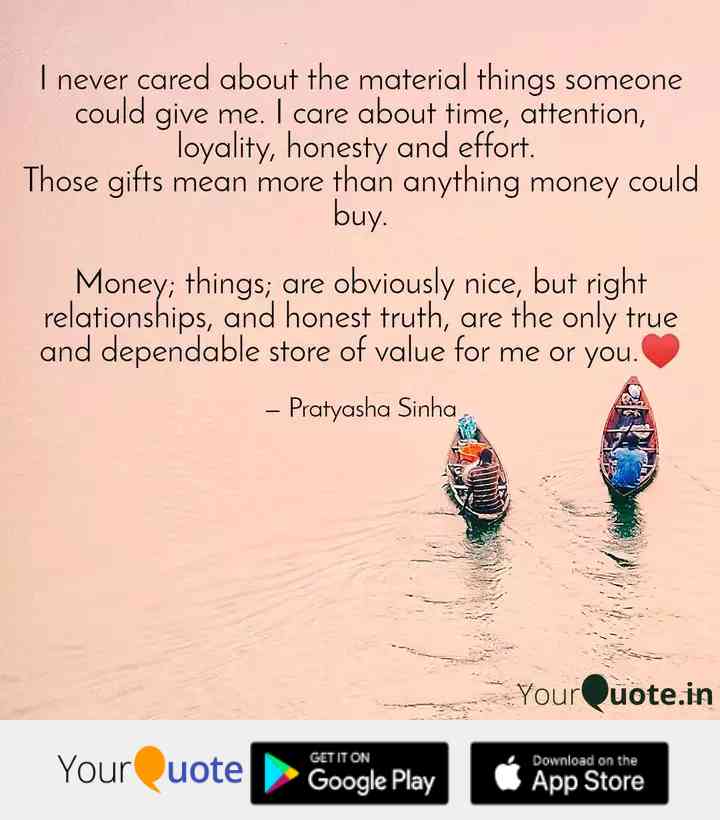 I never cared about the material things someone
could give me. I care about time, attention,
loyality, honesty and effort.
Those gifts mean more than anything money could
buy.
Money; things; are obviously nice, but right
relationships, and honest truth, are the only true
and dependable store of value for me or you.❤️
– Pratyasha Sinha
YourQuote.in
YourQuote
GET IT ON
Google Play
Download on the
App Store